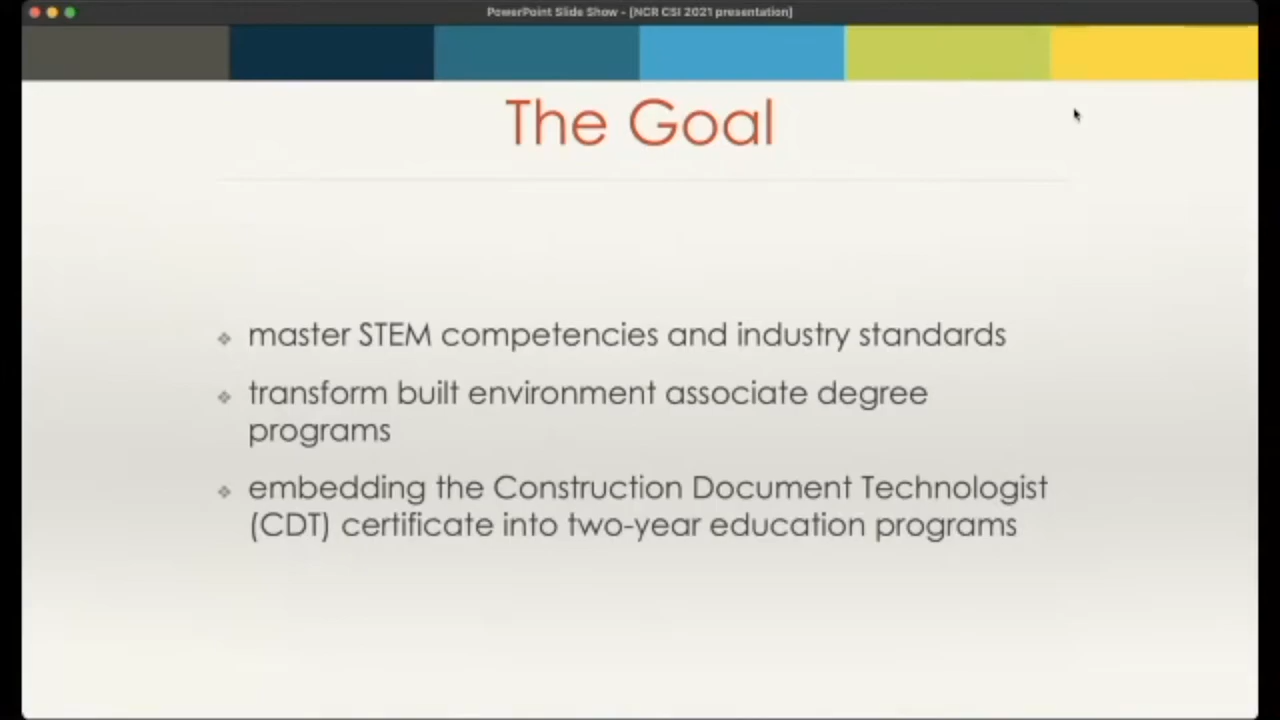 PowerPoint Slide Show - [NCR CSI 2021 presentation]
The Goal
master STEM competencies and industry standards
transform built environment associate degree
programs
embedding the Construction Document Technologist
(CDT) certificate into two-year education programs